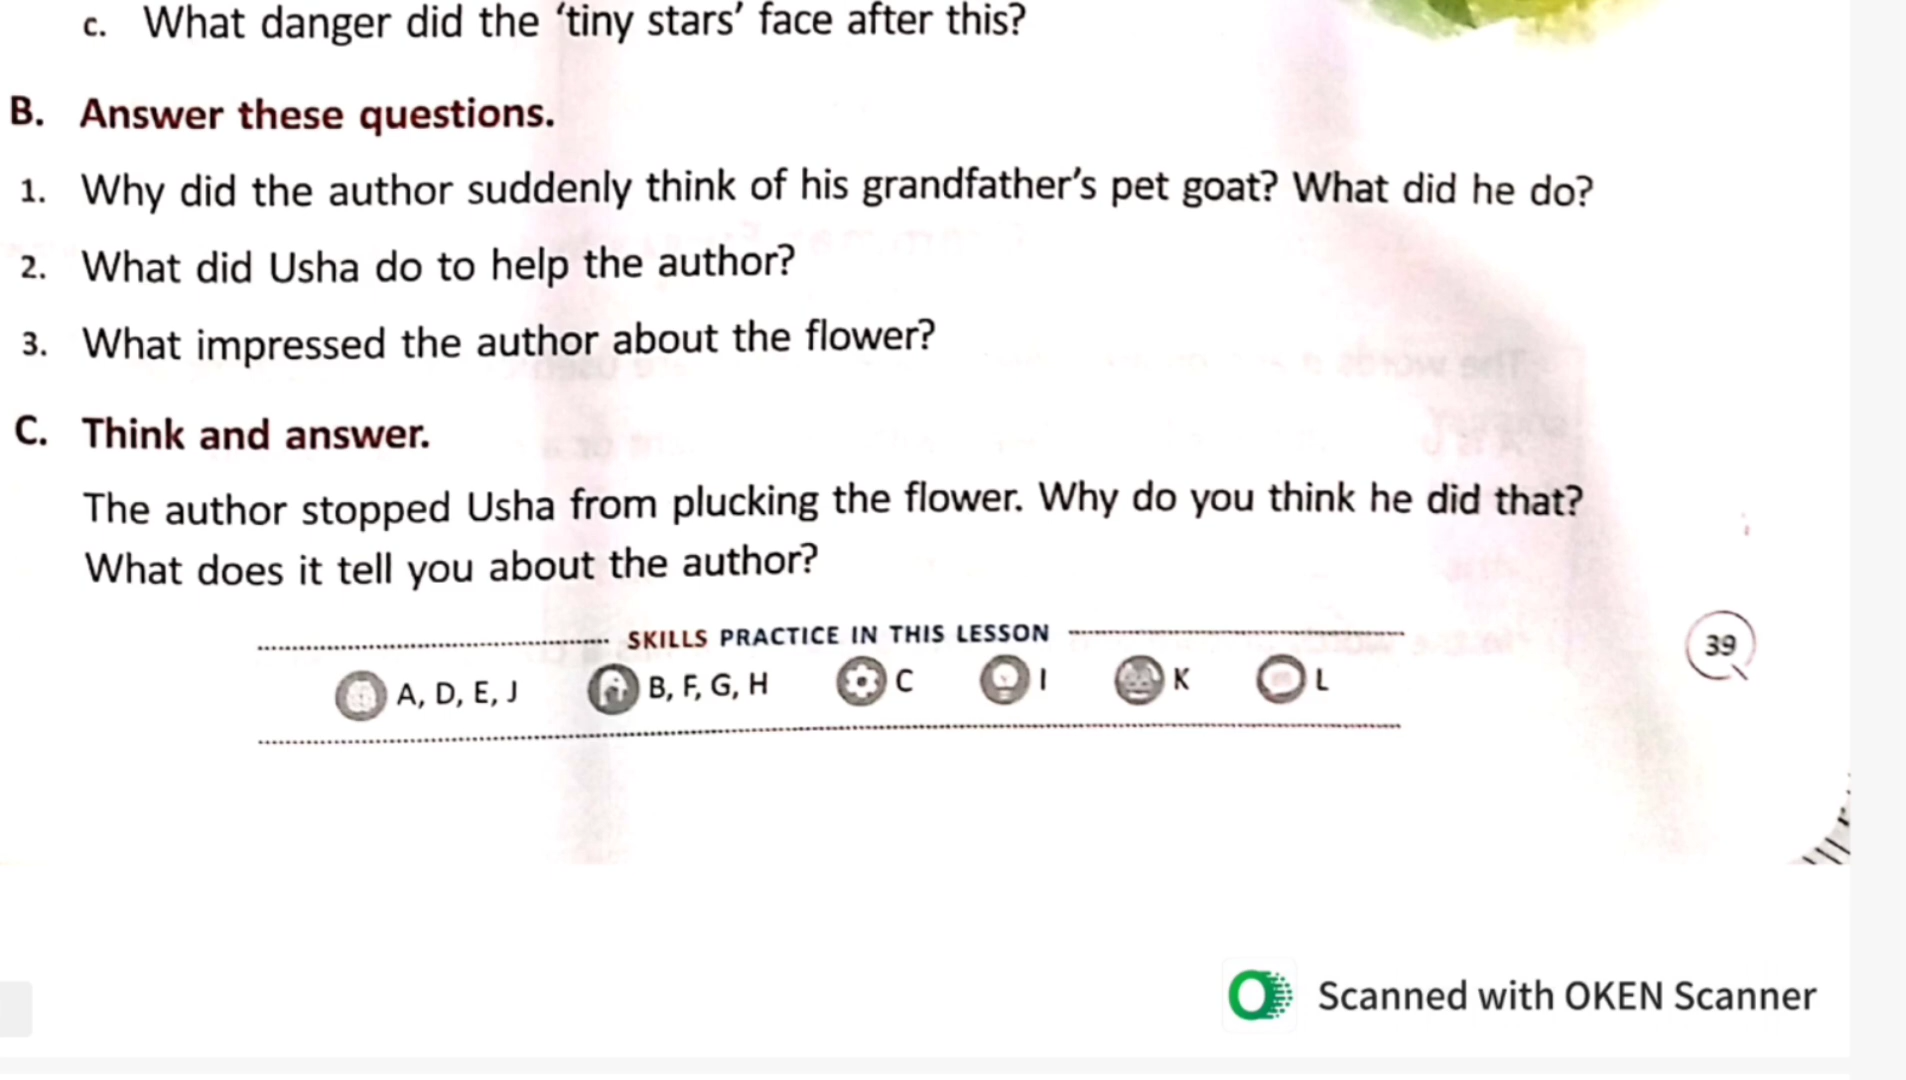 c. What danger did the ‘tiny stars’ face after this?
B. Answer these questions.
1. Why did the author suddenly think of his grandfather’s pet goat? What did he do?
2. What did Usha do to help the author?
3. What impressed the author about the flower?
C. Think and answer.
The author stopped Usha from plucking the flower. Why do you think he did that?
What does it tell you about the author?
SKILLS PRACTICE IN THIS LESSON
A, D, E, J B, F, G, H C I K L
39
Scanned with OKEN Scanner